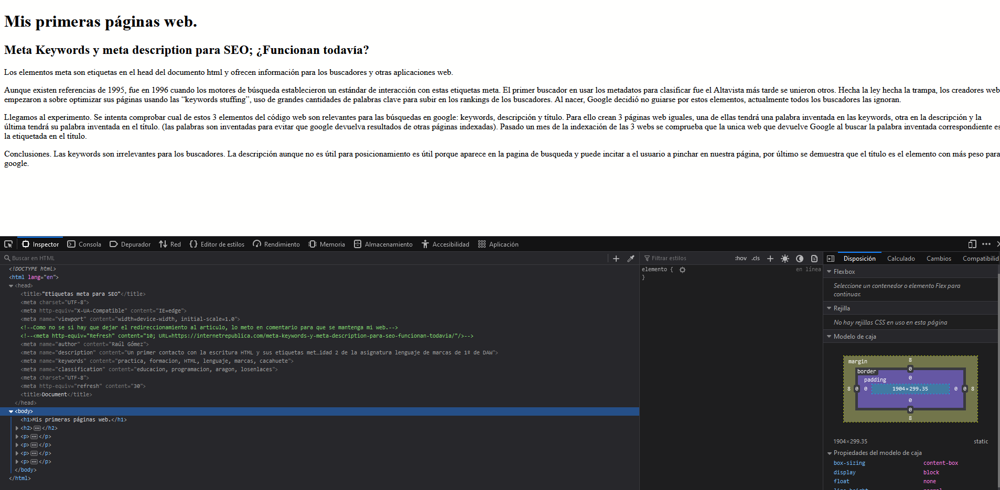 Mis primeras páginas web.
Meta Keywords y meta description para SEO; ¿Funcionan todavía?
Los elementos meta son etiquetas en el head del documento html y ofrecen información para los buscadores y otras aplicaciones web.
Aunque existen referencias de 1995, fue en 1996 cuando los motores de búsqueda establecieron un estándar de interacción con estas etiquetas meta. El primer buscador en usar los metadatos para clasificar fue el Altavista más tarde se unieron otros. Hecha la ley hecha la trampa, los creadores web
empezaron a sobre optimizar sus páginas usando las “keywords stuffing”, uso de grandes cantidades de palabras clave para subir en los rankings de los buscadores. Al nacer, Google decidió no guiarse por estos elementos, actualmente todos los buscadores las ignoran.
Llegamos al experimento. Se intenta comprobar cual de estos 3 elementos del código web son relevantes para las búsquedas en google: keywords, descripción y título. Para ello crean 3 páginas web iguales, una de ellas tendrá una palabra inventada en las keywords, otra en la descripción y la
última tendrá su palabra inventada en el título. (las palabras son inventadas para evitar que google devuelva resultados de otras páginas indexadas). Pasado un mes de la indexación de las 3 webs se comprueba que la unica web que devuelve Google al buscar la palabra inventada correspondiente es
la etiquetada en el título.
Conclusiones. Las keywords son irrelevantes para los buscadores. La descripción aunque no es útil para posicionamiento es útil porque aparece en la pagina de busqueda y puede incitar a el usuario a pinchar en nuestra página, por último se demuestra que el título es el elemento con más peso para
google.
Inspector Consola Depurador Red Editor de estilos Rendimiento Memoria Almacenamiento Accesibilidad Aplicación
Buscar en HTML
<!DOCTYPE html>
<html lang="en">
<head>
<title>"Etiquetas meta para SEO"</title>
<meta charset="UTF-8">
<meta http-equiv="X-UA-Compatible" content="IE=edge">
<meta name="viewport" content="width=device-width, initial-scale=1.0">
<!--Como no se si hay que dejar el redireccionamiento al articulo, lo meto en comentario para que se mantenga mi web.-->
<!--<meta http-equiv="Refresh" content="10; URL=https://internetrepublica.com/meta-keywords-y-meta-description-para-seo-funcionan-todavia/"/>-->
<meta name="author" content="Raúl Gómez">
<meta name="description" content="Un primer contacto con la escritura HTML y sus etiquetas met…idad 2 de la asignatura lenguaje de marcas de 1º de DAW">
<meta name="keywords" content="practica, formacion, HTML, lenguaje, marcas, cacahuete">
<meta name="classification" content="educacion, programacion, aragon, losenlaces">
<meta charset="UTF-8">
<meta http-equiv="refresh" content="30">
<title>Document</title>
</head>
<body>
<h1>Mis primeras páginas web.</h1>
<h2>…</h2>
<p>…</p>
<p>…</p>
<p>…</p>
<p>…</p>
</body>
</html>
Filtrar estilos :hov .cls +
elemento { en línea
}
Disposición Calculado Cambios Compatibilid
Flexbox
Seleccione un contenedor o elemento Flex para
continuar.
Rejilla
No hay rejillas CSS en uso en esta página
Modelo de caja
margin 8
border 0
padding 0
8 0 0 1904×299.35 0 0 8
0
0
8
1904×299.35 static
Propiedades del modelo de caja
box-sizing content-box
display block
float none
line-height normal